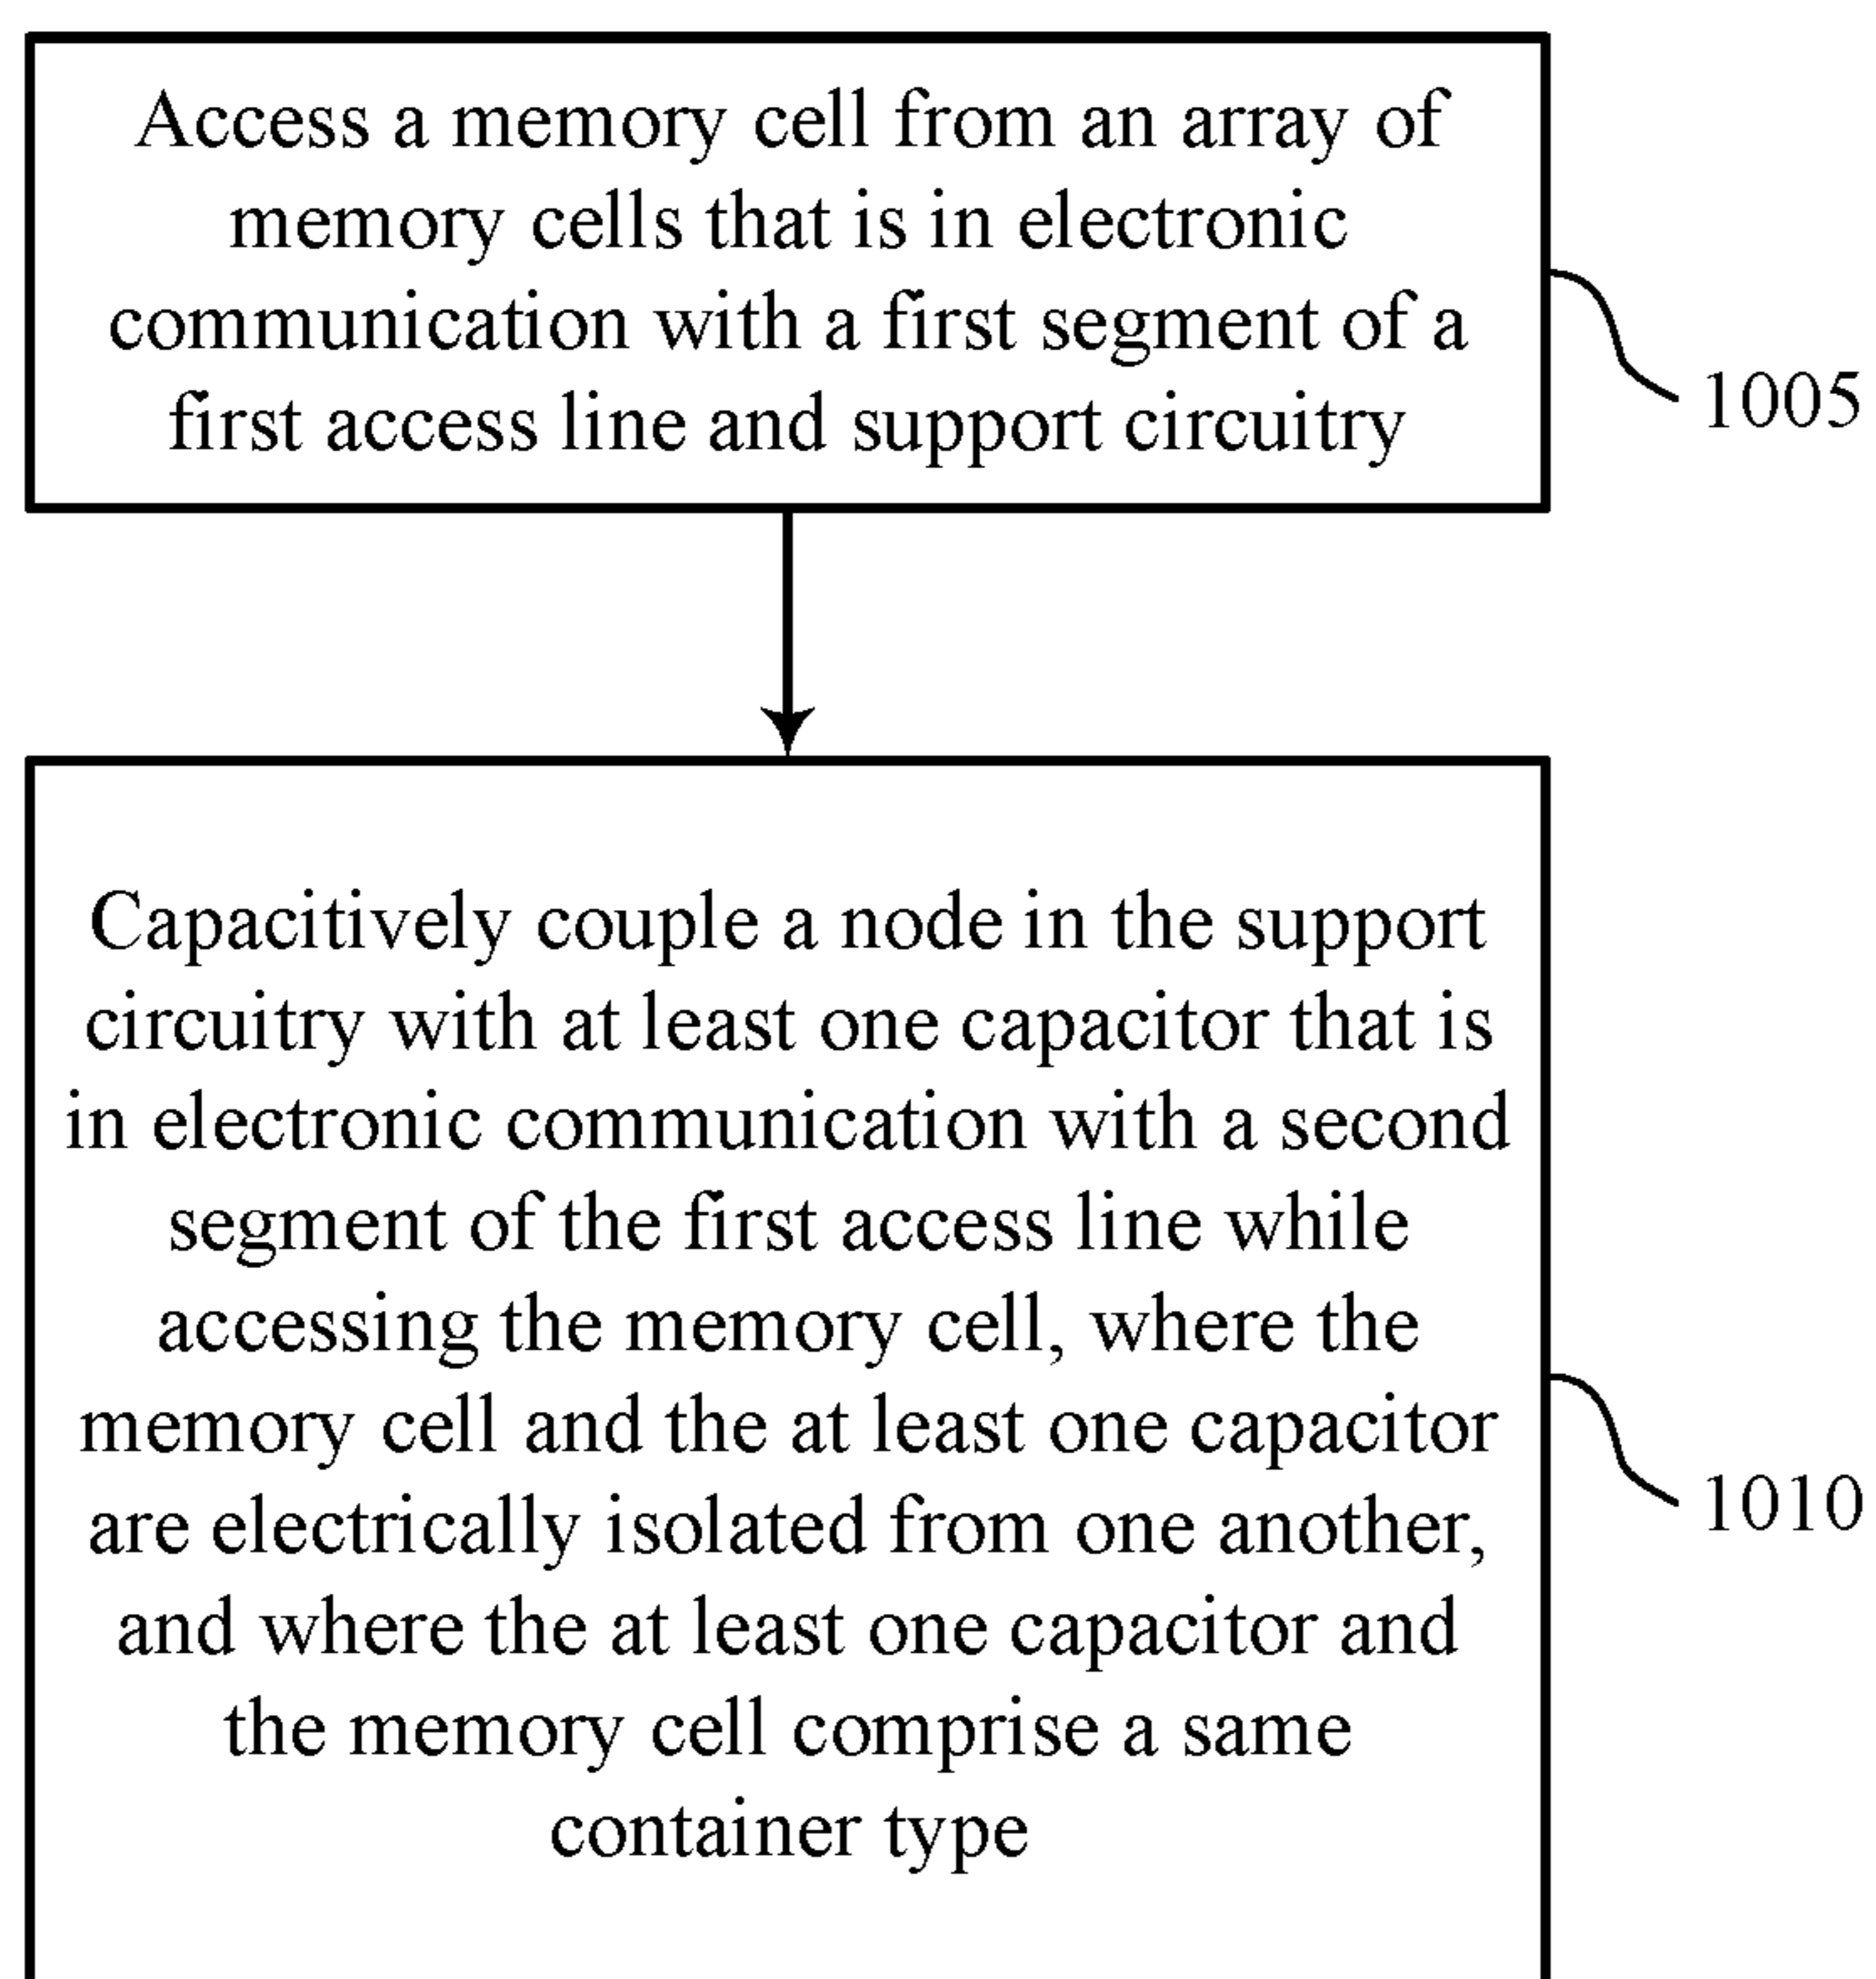 Access a memory cell from an array of
memory cells that is in electronic
communication with a first segment of a
first access line and support circuitry
1005
Capacitively couple a node in the support
circuitry with at least one capacitor that is
in electronic communication with a second
segment of the first access line while
accessing the memory cell, where the
memory cell and the at least one capacitor
are electrically isolated from one another,
and where the at least one capacitor and
the memory cell comprise a same
container type
1010